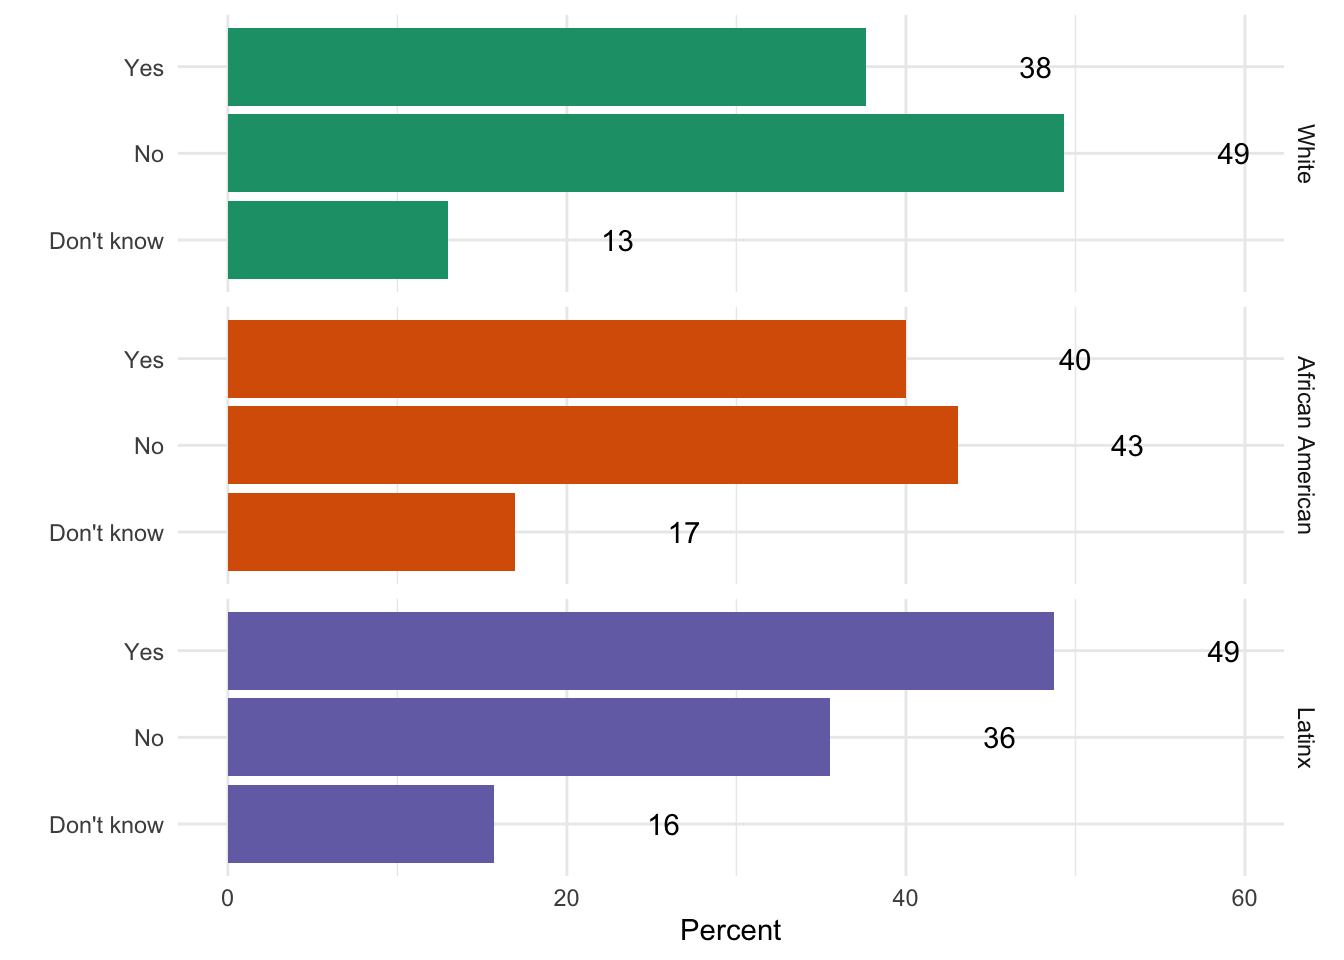 Yes 38
No 49
Don't know 13
White
Yes 40
No 43
Don't know 17
African American
Yes 49
No 36
Don't know 16
Latinx
0 20 40 60
Percent